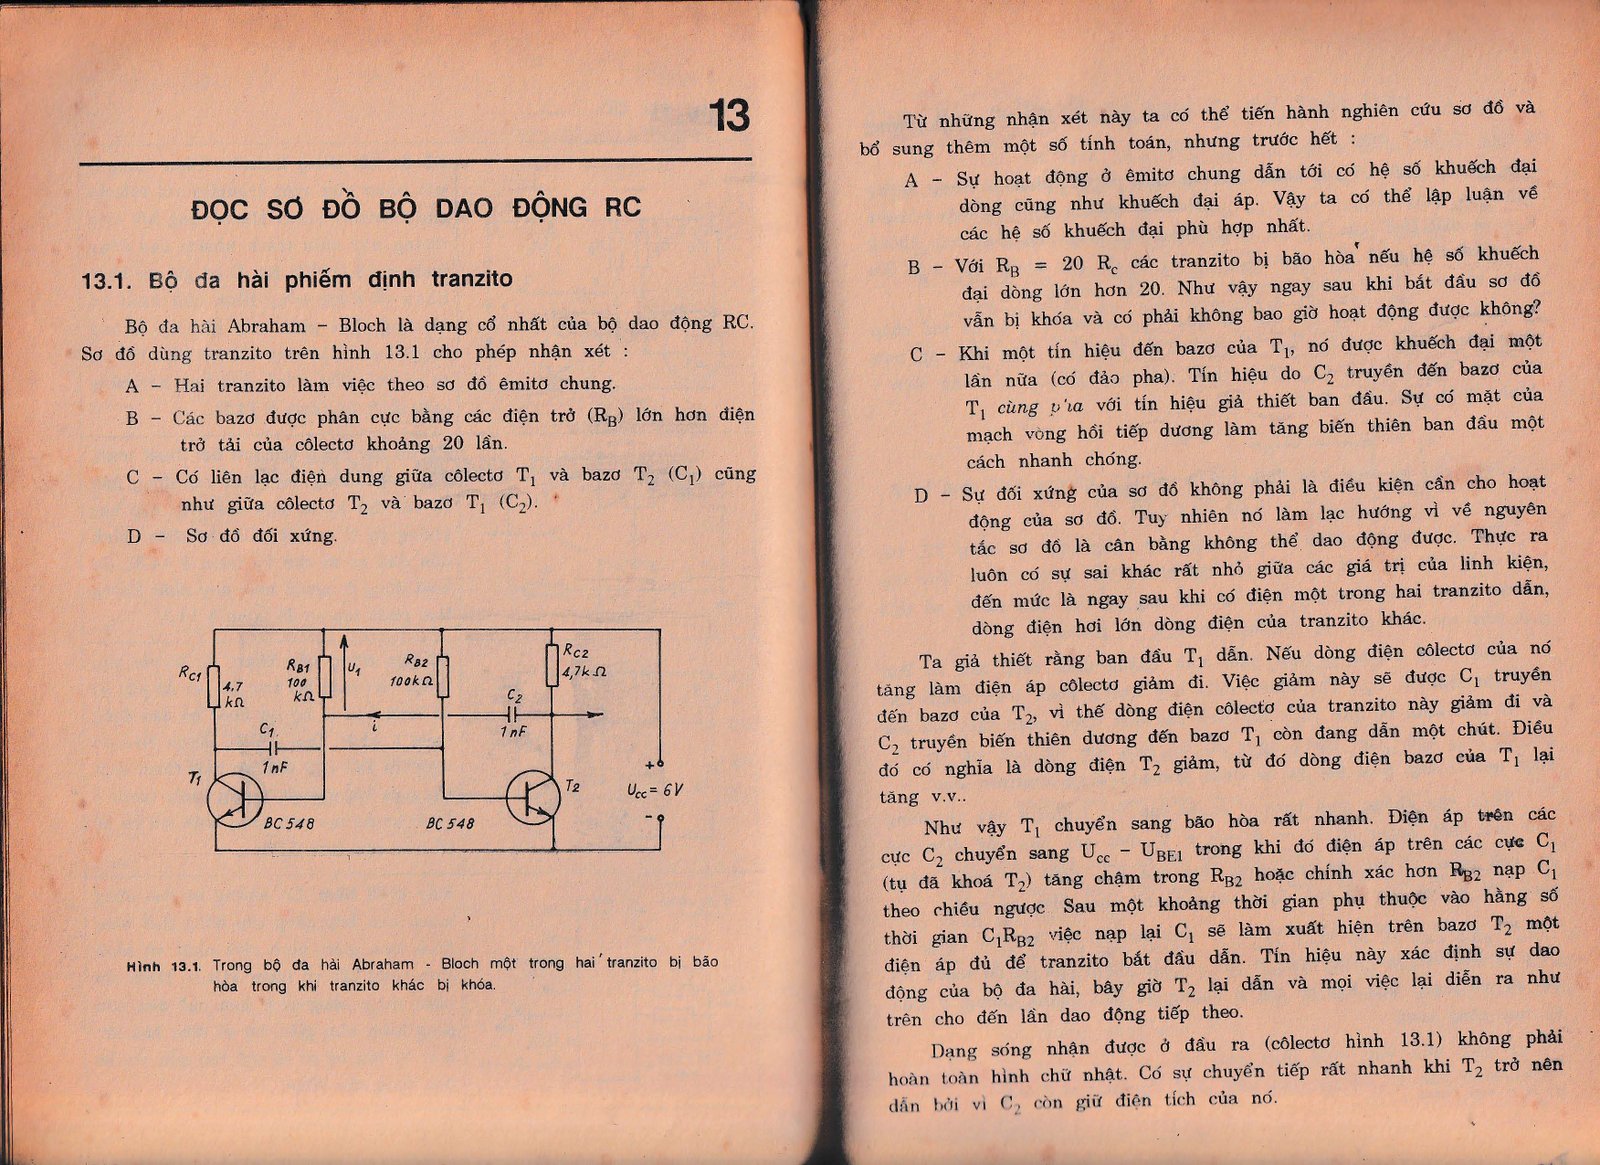 13
ĐỌC SƠ ĐỒ BỘ DAO ĐỘNG RC
13.1. Bộ đa hài phiếm định tranzito
Bộ đa hài Abraham – Bloch là dạng cổ nhất của bộ dao động RC.
Sơ đồ dùng tranzito trên hình 13.1 cho phép nhận xét :
A – Hai tranzito làm việc theo sơ đồ êmitơ chung.
B – Các bazơ được phân cực bằng các điện trở (R_B) lớn hơn điện
trở tải của côlectơ khoảng 20 lần.
C – Có liên lạc điện dung giữa côlectơ T₁ và bazơ T₂ (C₁) cũng
như giữa côlectơ T₂ và bazơ T₁ (C₂).
D – Sơ đồ đối xứng.
R_C1
4,7
kΩ
R_B1
100
kΩ
U₁
R_B2
100kΩ
R_C2
4,7kΩ
C₂
1nF
i
C₁
1nF
T₁
BC548
BC548
T₂
+
U_cc = 6V
-
Hình 13.1. Trong bộ đa hài Abraham - Bloch một trong hai tranzito bị bão
hòa trong khi tranzito khác bị khóa.
Từ những nhận xét này ta có thể tiến hành nghiên cứu sơ đồ và
bổ sung thêm một số tính toán, nhưng trước hết :
A – Sự hoạt động ở êmitơ chung dẫn tới có hệ số khuếch đại
dòng cũng như khuếch đại áp. Vậy ta có thể lập luận về
các hệ số khuếch đại phù hợp nhất.
B – Với R_B = 20 R_c các tranzito bị bão hòa nếu hệ số khuếch
đại dòng lớn hơn 20. Như vậy ngay sau khi bắt đầu sơ đồ
vẫn bị khóa và có phải không bao giờ hoạt động được không?
C – Khi một tín hiệu đến bazơ của T₁, nó được khuếch đại một
lần nữa (có đảo pha). Tín hiệu do C₂ truyền đến bazơ của
T₁ cùng với tín hiệu giả thiết ban đầu. Sự có mặt của
mạch vòng hồi tiếp dương làm tăng biến thiên ban đầu một
cách nhanh chóng.
D – Sự đối xứng của sơ đồ không phải là điều kiện cần cho hoạt
động của sơ đồ. Tuy nhiên nó làm lạc hướng vì về nguyên
tắc sơ đồ là cân bằng không thể dao động được. Thực ra
luôn có sự sai khác rất nhỏ giữa các giá trị của linh kiện,
đến mức là ngay sau khi có điện một trong hai tranzito dẫn,
dòng điện hơi lớn dòng điện của tranzito khác.
Ta giả thiết rằng ban đầu T₁ dẫn. Nếu dòng điện côlectơ của nó
tăng làm điện áp côlectơ giảm đi. Việc giảm này sẽ được C₁ truyền
đến bazơ của T₂, vì thế dòng điện côlectơ của tranzito này giảm đi và
C₂ truyền biến thiên dương đến bazơ T₁ còn đang dẫn một chút. Điều
đó có nghĩa là dòng điện T₂ giảm, từ đó dòng điện bazơ của T₁ lại
tăng v.v..
Như vậy T₁ chuyển sang bão hòa rất nhanh. Điện áp trên các
cực C₂ chuyển sang U_cc – U_BE1 trong khi đó điện áp trên các cực C₁
(tụ đã khoá T₂) tăng chậm trong R_B2 hoặc chính xác hơn R_B2 nạp C₁
theo chiều ngược Sau một khoảng thời gian phụ thuộc vào hằng số
thời gian C₁R_B2 việc nạp lại C₁ sẽ làm xuất hiện trên bazơ T₂ một
điện áp đủ để tranzito bắt đầu dẫn. Tín hiệu này xác định sự dao
động của bộ đa hài, bây giờ T₂ lại dẫn và mọi việc lại diễn ra như
trên cho đến lần dao động tiếp theo.
Dạng sóng nhận được ở đầu ra (côlectơ hình 13.1) không phải
hoàn toàn hình chữ nhật. Có sự chuyển tiếp rất nhanh khi T₂ trở nên
dẫn bởi vì C₂ còn giữ điện tích của nó.